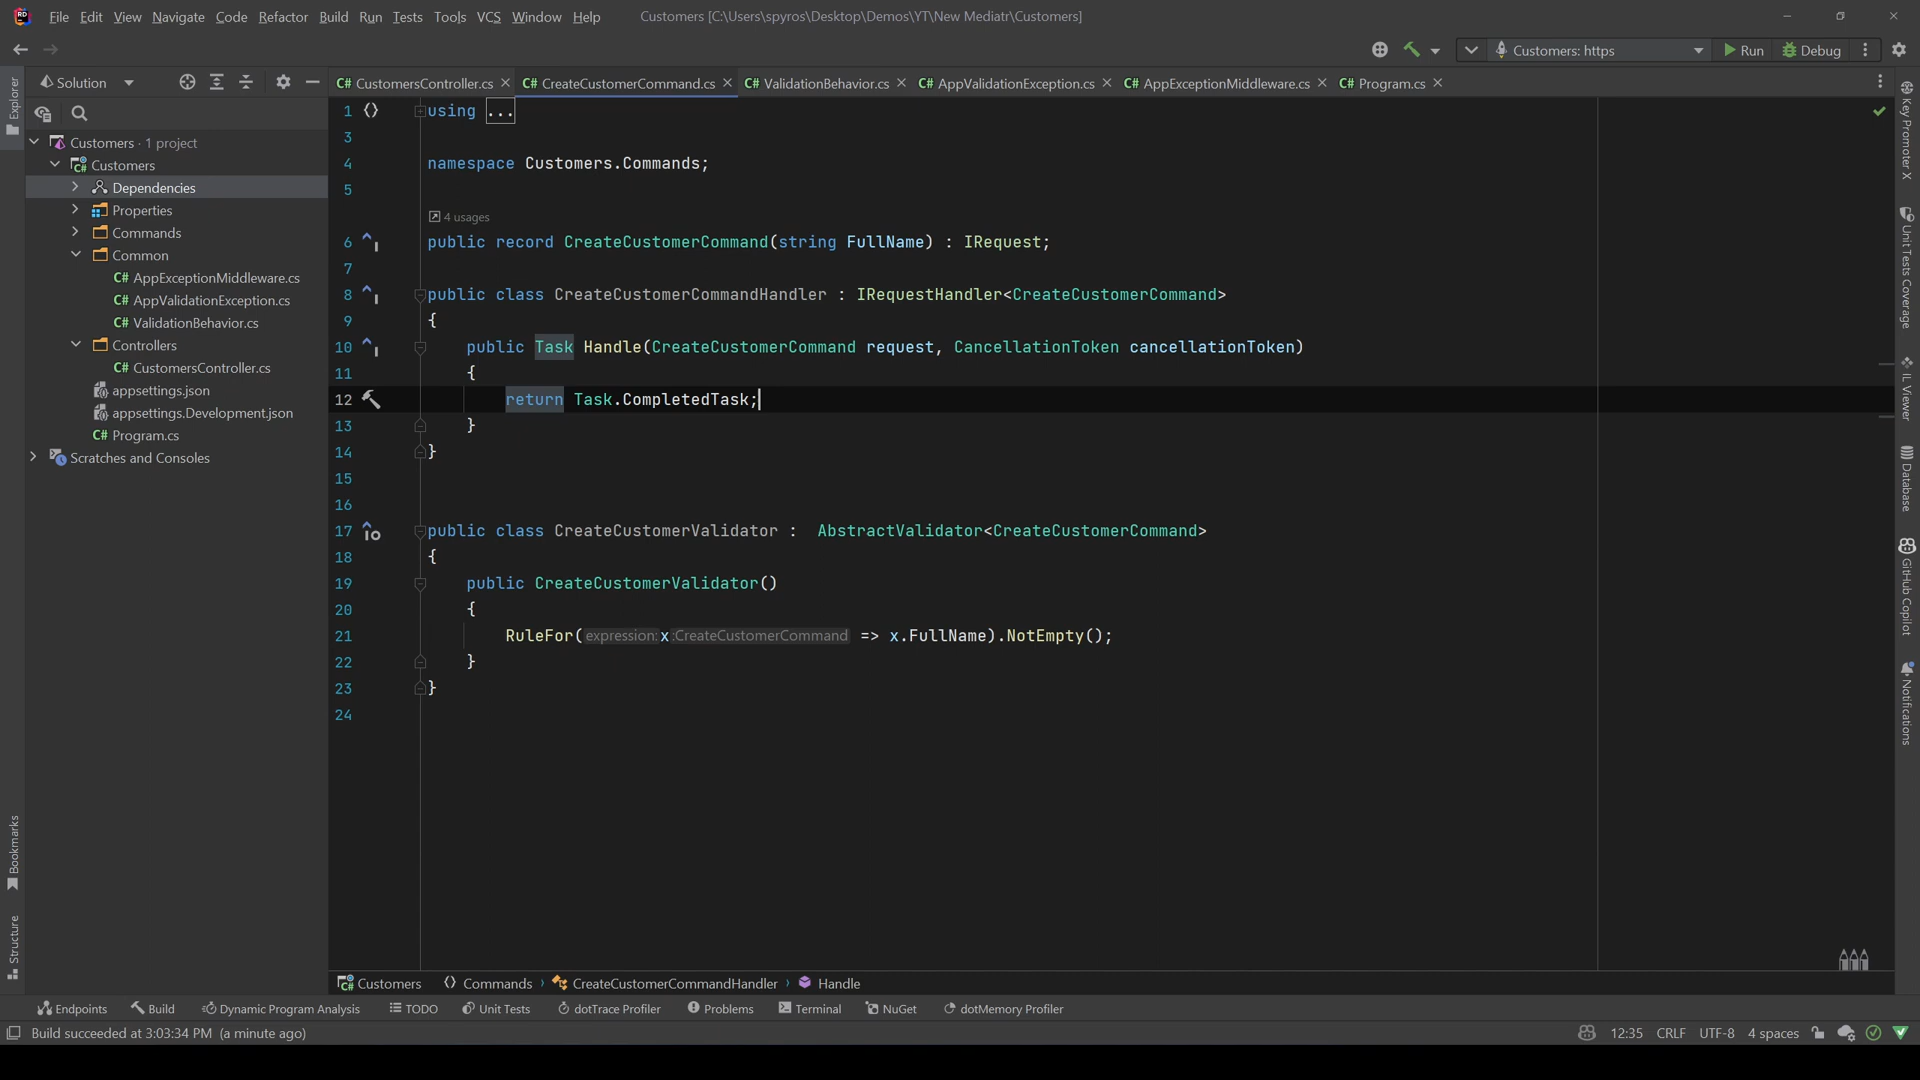 RD File Edit View Navigate Code Refactor Build Run Tests Tools VCS Window Help Customers [C:\Users\spyros\Desktop\Demos\YT\New Mediatr\Customers]
Customers: https Run Debug
Solution
C# CustomersController.cs C# CreateCustomerCommand.cs C# ValidationBehavior.cs C# AppValidationException.cs C# AppExceptionMiddleware.cs C# Program.cs
Explorer
Customers · 1 project
Customers
Dependencies
Properties
Commands
Common
C# AppExceptionMiddleware.cs
C# AppValidationException.cs
C# ValidationBehavior.cs
Controllers
C# CustomersController.cs
appsettings.json
appsettings.Development.json
C# Program.cs
Scratches and Consoles
Bookmarks
Structure
1 using ...
3
4 namespace Customers.Commands;
5
4 usages
6 public record CreateCustomerCommand(string FullName) : IRequest;
7
8 public class CreateCustomerCommandHandler : IRequestHandler<CreateCustomerCommand>
9 {
10 public Task Handle(CreateCustomerCommand request, CancellationToken cancellationToken)
11 {
12 return Task.CompletedTask;
13 }
14 }
15
16
17 public class CreateCustomerValidator : AbstractValidator<CreateCustomerCommand>
18 {
19 public CreateCustomerValidator()
20 {
21 RuleFor(expression: x :CreateCustomerCommand => x.FullName).NotEmpty();
22 }
23 }
24
Key Promoter X
Unit Tests Coverage
IL Viewer
Database
GitHub Copilot
Notifications
Customers Commands CreateCustomerCommandHandler Handle
Endpoints Build Dynamic Program Analysis TODO Unit Tests dotTrace Profiler Problems Terminal NuGet dotMemory Profiler
Build succeeded at 3:03:34 PM (a minute ago) 12:35 CRLF UTF-8 4 spaces